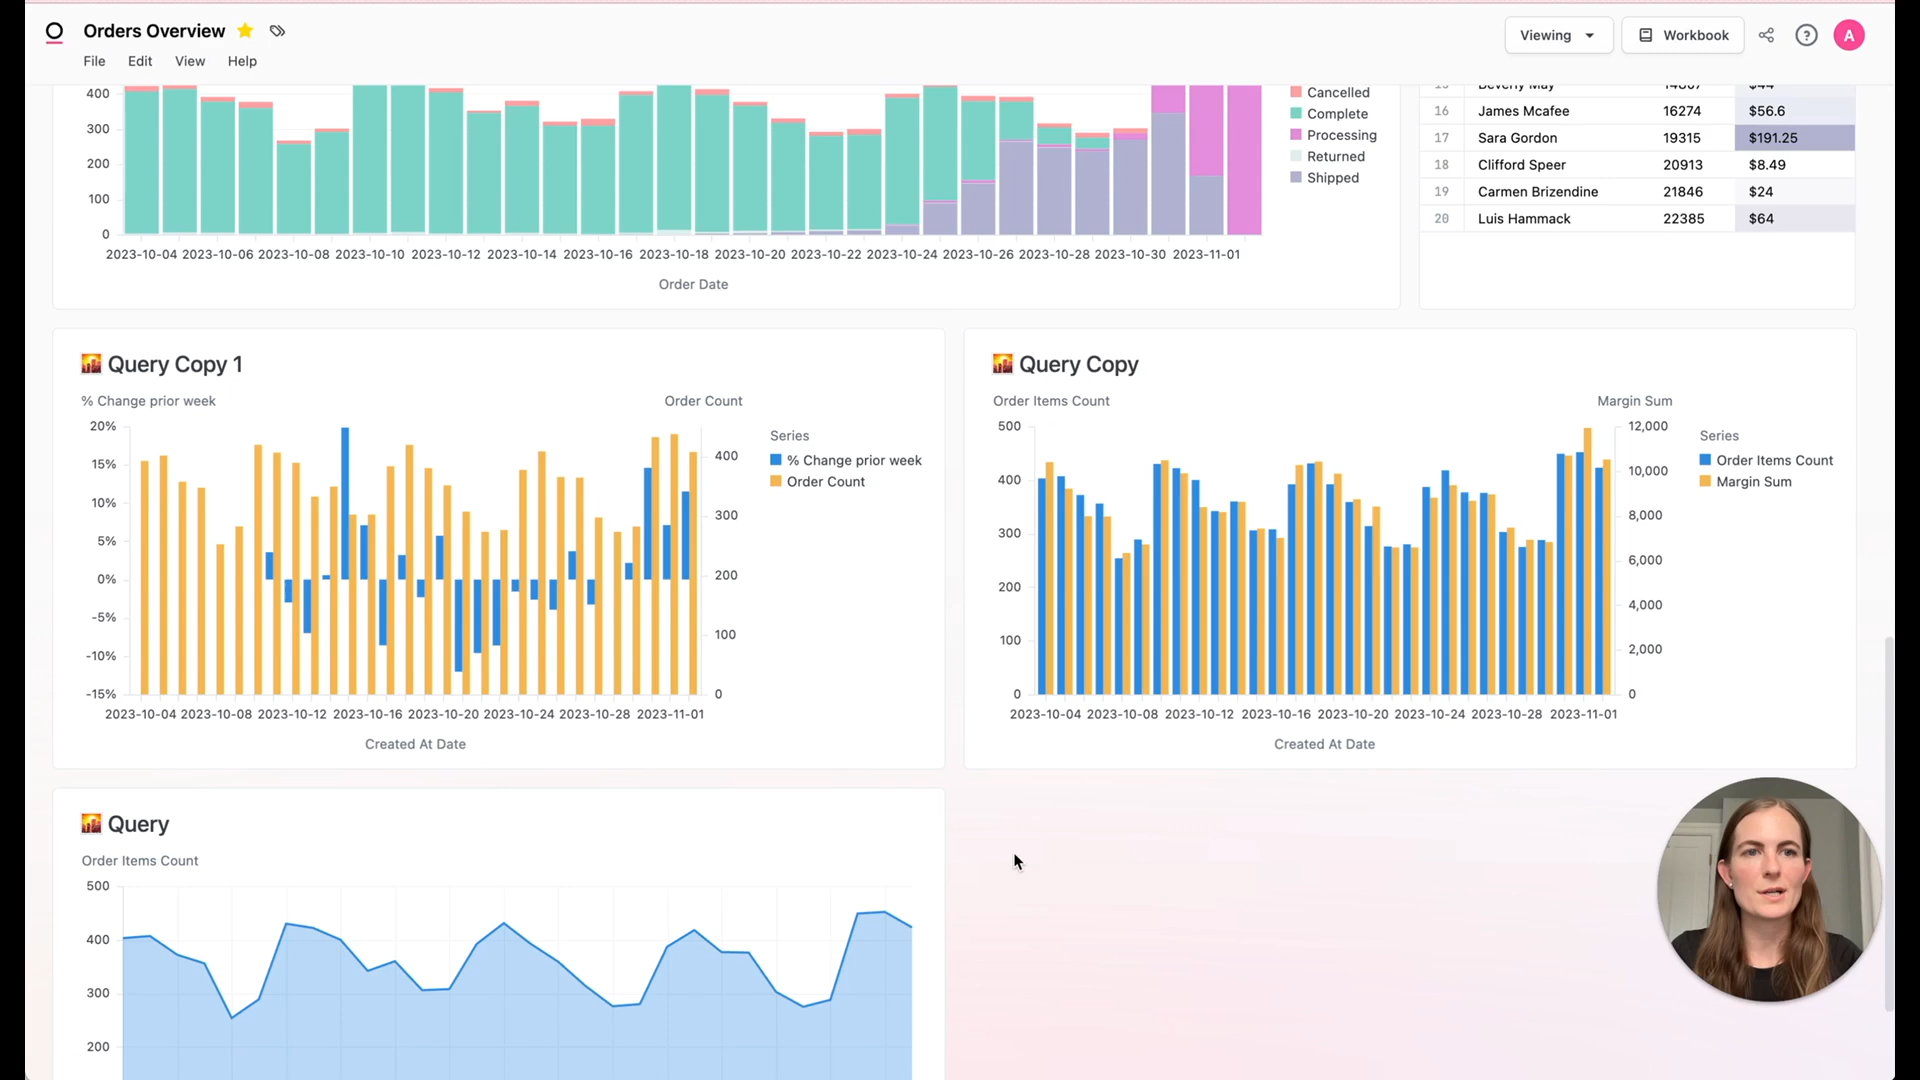 Orders Overview
Viewing
Workbook
?
A
File Edit View Help
400
300
200
100
0
2023-10-04 2023-10-06 2023-10-08 2023-10-10 2023-10-12 2023-10-14 2023-10-16 2023-10-18 2023-10-20 2023-10-22 2023-10-24 2023-10-26 2023-10-28 2023-10-30 2023-11-01
Order Date
Cancelled
Complete
Processing
Returned
Shipped
15 Beverly May 14867 $44
16 James Mcafee 16274 $56.6
17 Sara Gordon 19315 $191.25
18 Clifford Speer 20913 $8.49
19 Carmen Brizendine 21846 $24
20 Luis Hammack 22385 $64
Query Copy 1
% Change prior week Order Count
20%
15%
10%
5%
0%
-5%
-10%
-15%
400
300
200
100
0
2023-10-04 2023-10-08 2023-10-12 2023-10-16 2023-10-20 2023-10-24 2023-10-28 2023-11-01
Created At Date
Series
% Change prior week
Order Count
Query Copy
Order Items Count Margin Sum
500
400
300
200
100
0
12,000
10,000
8,000
6,000
4,000
2,000
0
2023-10-04 2023-10-08 2023-10-12 2023-10-16 2023-10-20 2023-10-24 2023-10-28 2023-11-01
Created At Date
Series
Order Items Count
Margin Sum
Query
Order Items Count
500
400
300
200